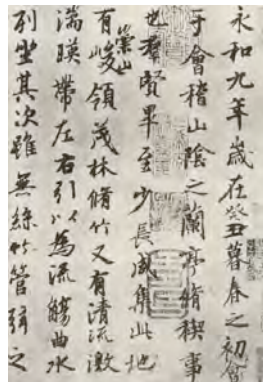 永和九年歲在癸丑暮春之初會
于會稽山陰之蘭亭脩稧事
也羣賢畢至少長咸集此地
有崇山峻領茂林脩竹又有清流激
湍暎帶左右引以為流觴曲水
列坐其次雖無絲竹管弦之